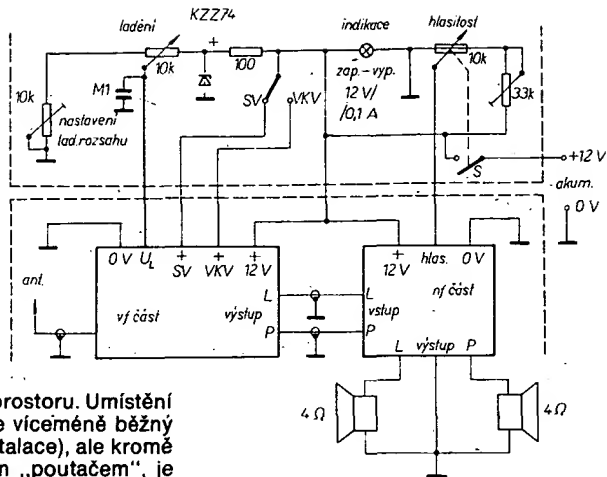 KZZ74
ladění
indikace
hlasitost
+
10k
100
10k
zap.-vyp.
12 V/
/0,1 A
33k
M1
10k
nastavení
lad. rozsahu
SV
VKV
S
+12 V
akum.
0 V
0 V
U_L
+
SV
+
VKV
+
12 V
+
12 V
hlas.
0 V
ant.
vf část
výstup
L
P
L
vstup
P
nf část
L
výstup
P
4 Ω
4 Ω
prostoru. Umístění
e víceméně běžný
talace), ale kromě
m „poutačem“, je